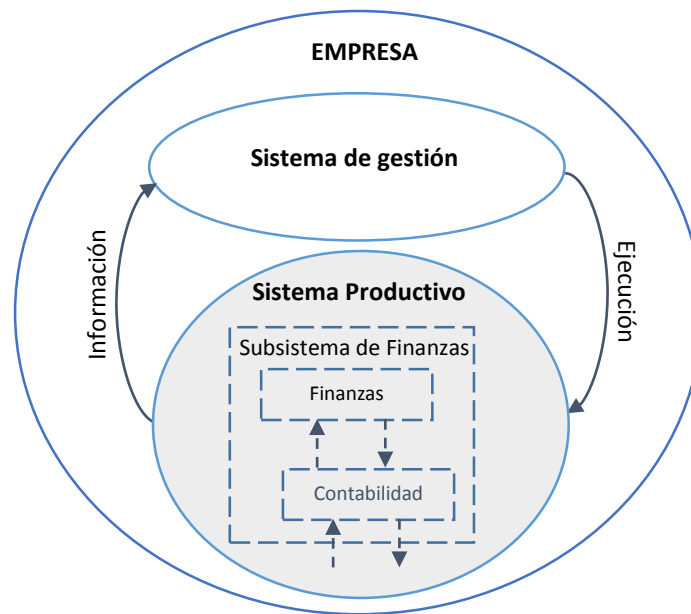 EMPRESA
Sistema de gestión
Información
Ejecución
Sistema Productivo
Subsistema de Finanzas
Finanzas
Contabilidad